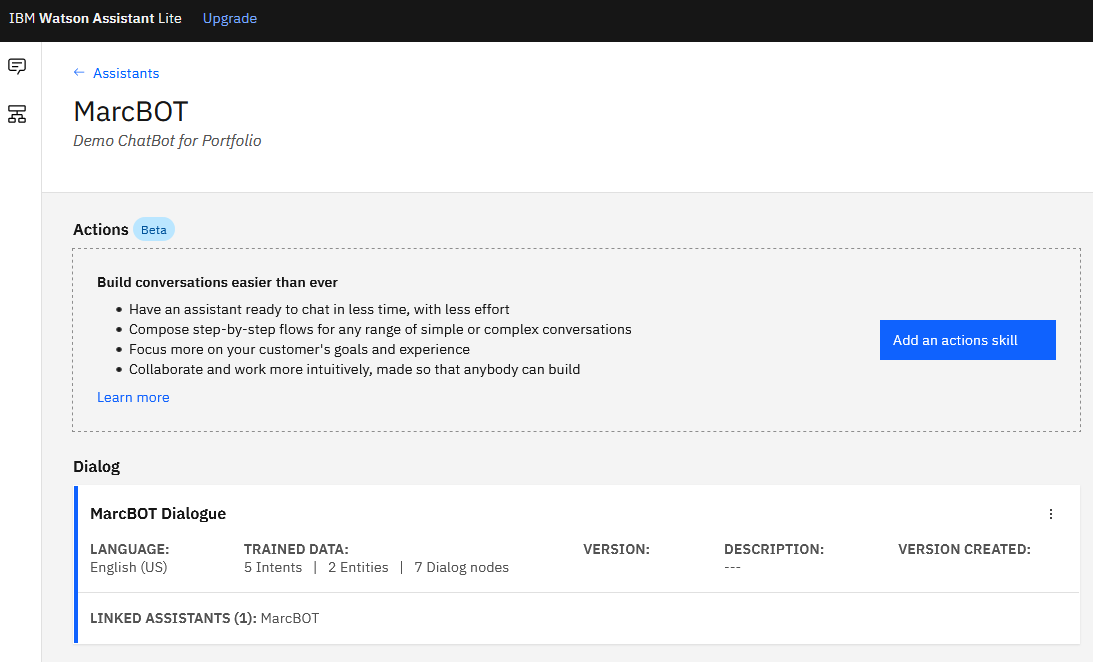 IBM Watson Assistant Lite Upgrade
← Assistants
MarcBOT
Demo ChatBot for Portfolio
Actions Beta
Build conversations easier than ever
• Have an assistant ready to chat in less time, with less effort
• Compose step-by-step flows for any range of simple or complex conversations
• Focus more on your customer's goals and experience
• Collaborate and work more intuitively, made so that anybody can build
Learn more
Add an actions skill
Dialog
MarcBOT Dialogue
LANGUAGE: TRAINED DATA: VERSION: DESCRIPTION: VERSION CREATED:
English (US) 5 Intents | 2 Entities | 7 Dialog nodes ---
LINKED ASSISTANTS (1): MarcBOT